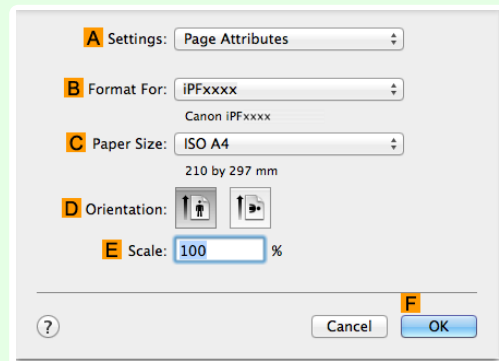 A Settings: Page Attributes
B Format For: iPFxxxx
Canon iPFxxxx
C Paper Size: ISO A4
210 by 297 mm
D Orientation:
E Scale: 100 %
F
? Cancel OK